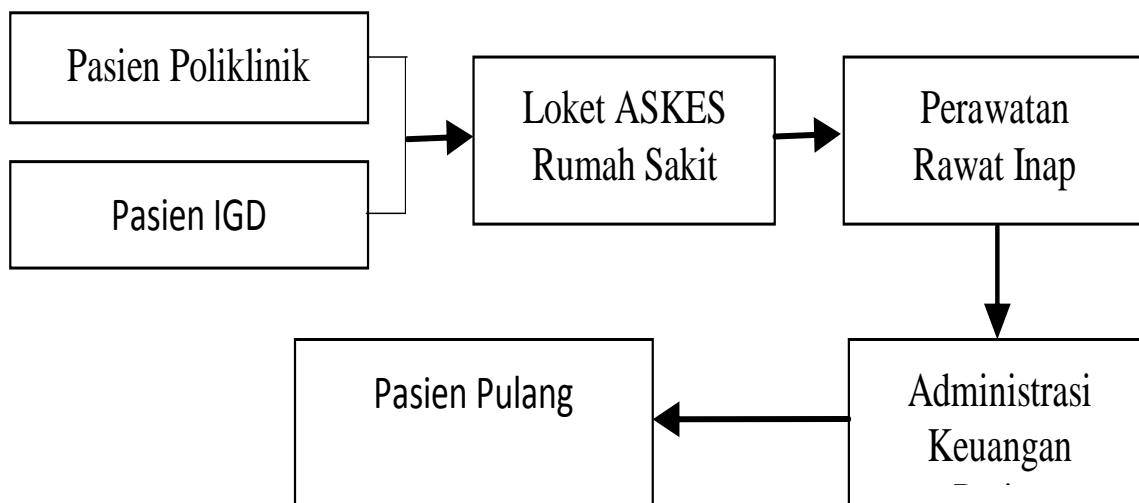 Pasien Poliklinik
Loket ASKES
Rumah Sakit
Perawatan
Rawat Inap
Pasien IGD
Pasien Pulang
Administrasi
Keuangan